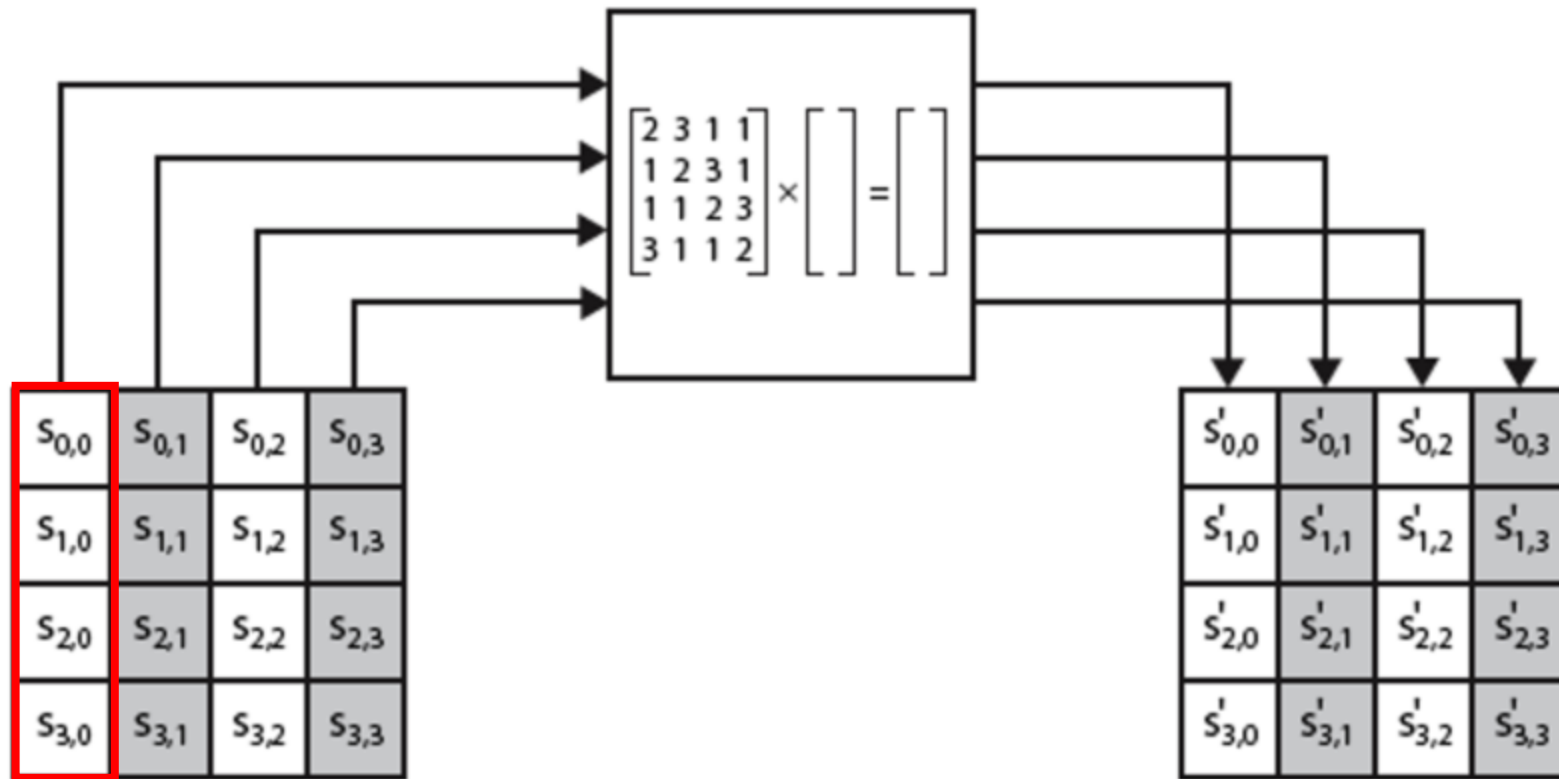 2 3 1 1
1 2 3 1
1 1 2 3
3 1 1 2
× =
S0,0 S0,1 S0,2 S0,3
S1,0 S1,1 S1,2 S1,3
S2,0 S2,1 S2,2 S2,3
S3,0 S3,1 S3,2 S3,3
S'0,0 S'0,1 S'0,2 S'0,3
S'1,0 S'1,1 S'1,2 S'1,3
S'2,0 S'2,1 S'2,2 S'2,3
S'3,0 S'3,1 S'3,2 S'3,3